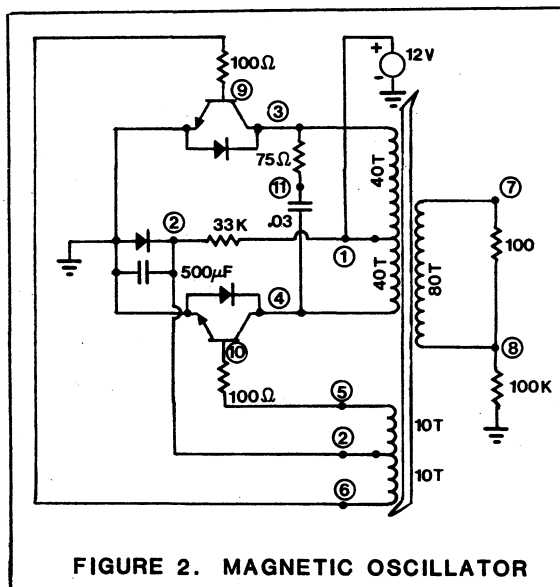 +
12V
-
100Ω
9
3
75Ω
40T
11
7
2
33K
.03
1
100
40T
80T
500μF
4
8
10
100Ω
5
100K
10T
2
10T
6
FIGURE 2. MAGNETIC OSCILLATOR